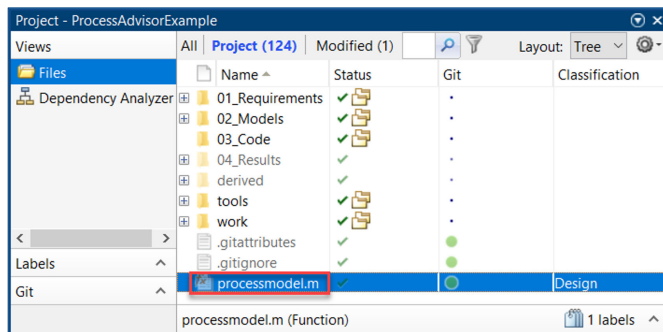 Project - ProcessAdvisorExample
Views
All Project (124) Modified (1) Layout: Tree
Files
Name Status Git Classification
Dependency Analyzer
01_Requirements
02_Models
03_Code
04_Results
derived
tools
work
.gitattributes
Labels
.gitignore
Git
processmodel.m Design
processmodel.m (Function) 1 labels